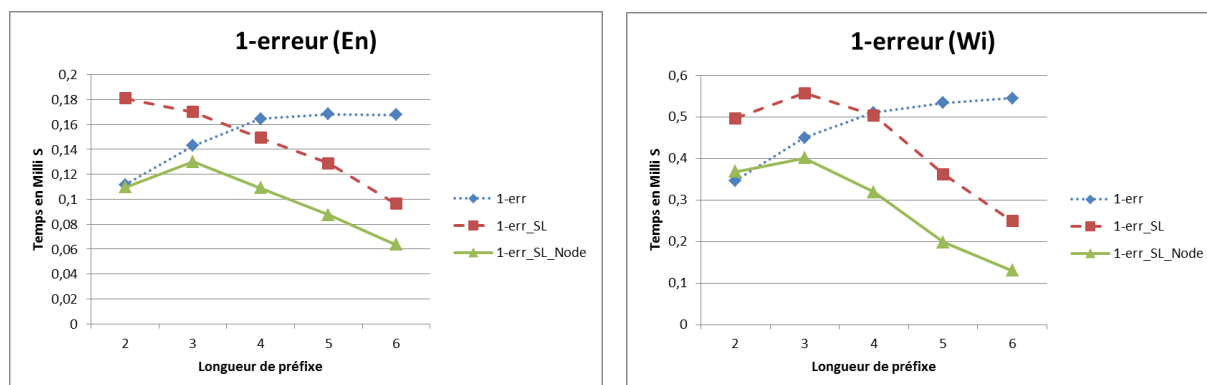 1-erreur (En)
Temps en Milli S
0,2
0,18
0,16
0,14
0,12
0,1
0,08
0,06
0,04
0,02
0
2 3 4 5 6
Longueur de préfixe
1-err
1-err_SL
1-err_SL_Node
1-erreur (Wi)
Temps en Milli S
0,6
0,5
0,4
0,3
0,2
0,1
0
2 3 4 5 6
Longueur de préfixe
1-err
1-err_SL
1-err_SL_Node